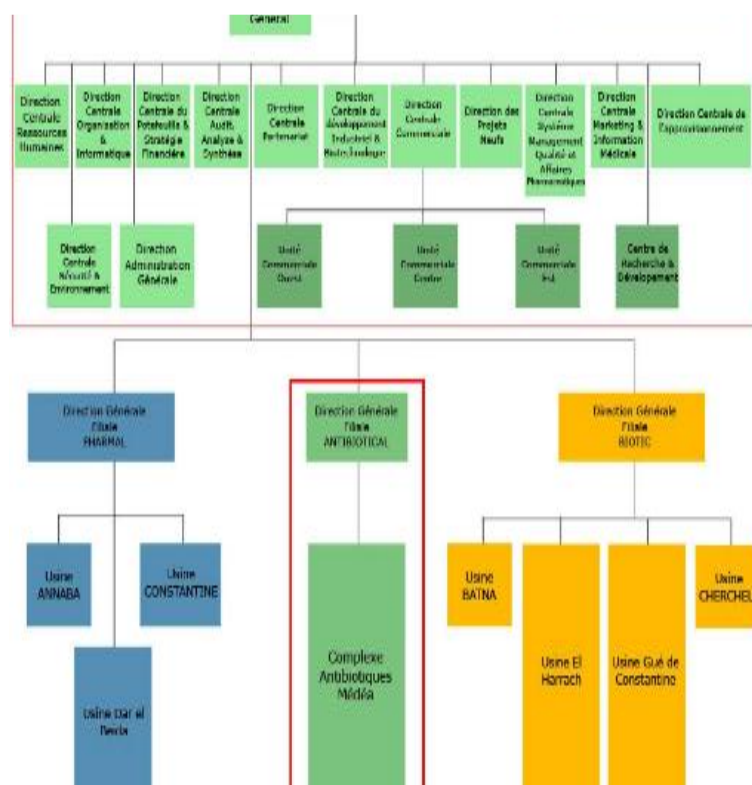 Général
Direction
Centrale
Ressources
Humaines
Direction
Centrale
Organisation
&
Informatique
Direction
Centrale du
Potefeuille &
Stratégie
Financière
Direction
Centrale
Audit,
Analyse &
Synthèse
Direction
Centrale
Partenariat
Direction
Centrale du
développement
Industriel &
Biotechnologie
Direction
Centrale
Commerciale
Direction des
Projets
Neufs
Direction
Centrale
Système
Management
Qualité et
Affaires
Pharmaceutiques
Direction
Centrale
Marketing &
Information
Médicale
Direction Centrale de
l'approvisionnement
Direction
Centrale
Sécurité &
Environnement
Direction
Administration
Générale
Unité
Commerciale
Ouest
Unité
Commerciale
Centre
Unité
Commerciale
Est
Centre de
Recherche &
Dévelopement
Direction Générale
Filiale
PHARMAL
Direction Générale
Filiale
ANTIBIOTICAL
Direction Générale
Filiale
BIOTIC
Usine
ANNABA
Usine
CONSTANTINE
Usine Dar el
Beida
Complexe
Antibiotiques
Médéa
Usine
BATNA
Usine El
Harrach
Usine Gué de
Constantine
Usine
CHERCHEL